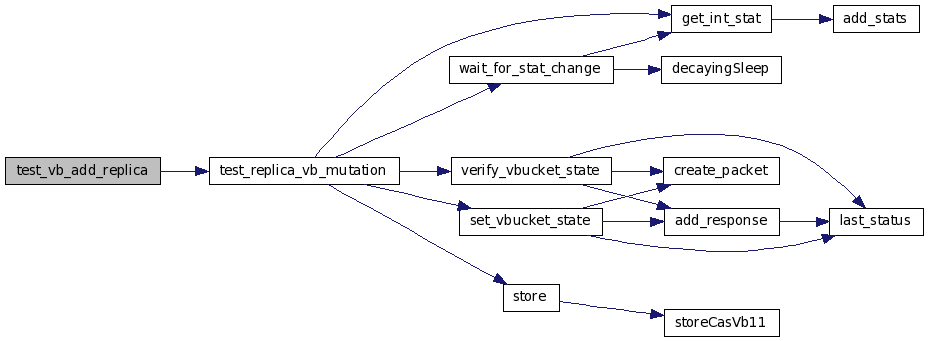 test_vb_add_replica
test_replica_vb_mutation
wait_for_stat_change
get_int_stat
add_stats
decayingSleep
verify_vbucket_state
create_packet
set_vbucket_state
add_response
last_status
store
storeCasVb11